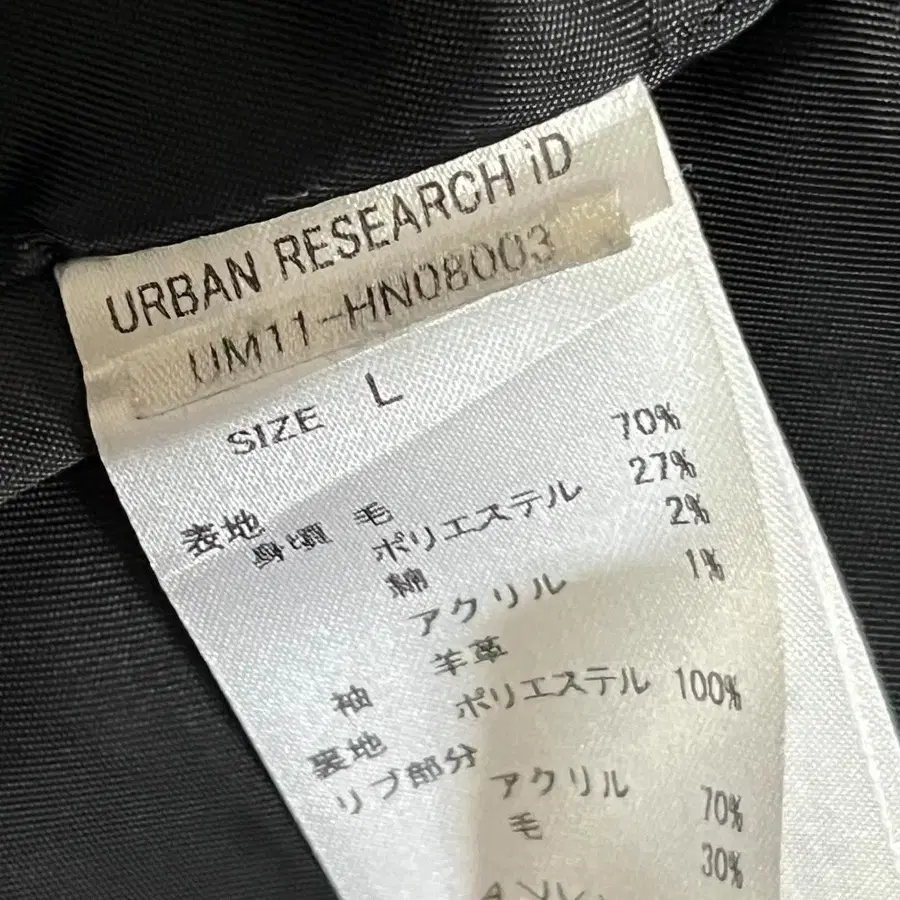 URBAN RESEARCH iD
UM11-HN08003
SIZE L
表地 身頃 毛 70%
ポリエステル 27%
綿 2%
アクリル 1%
袖 羊革
裏地 ポリエステル 100%
リブ部分 アクリル 70%
毛 30%